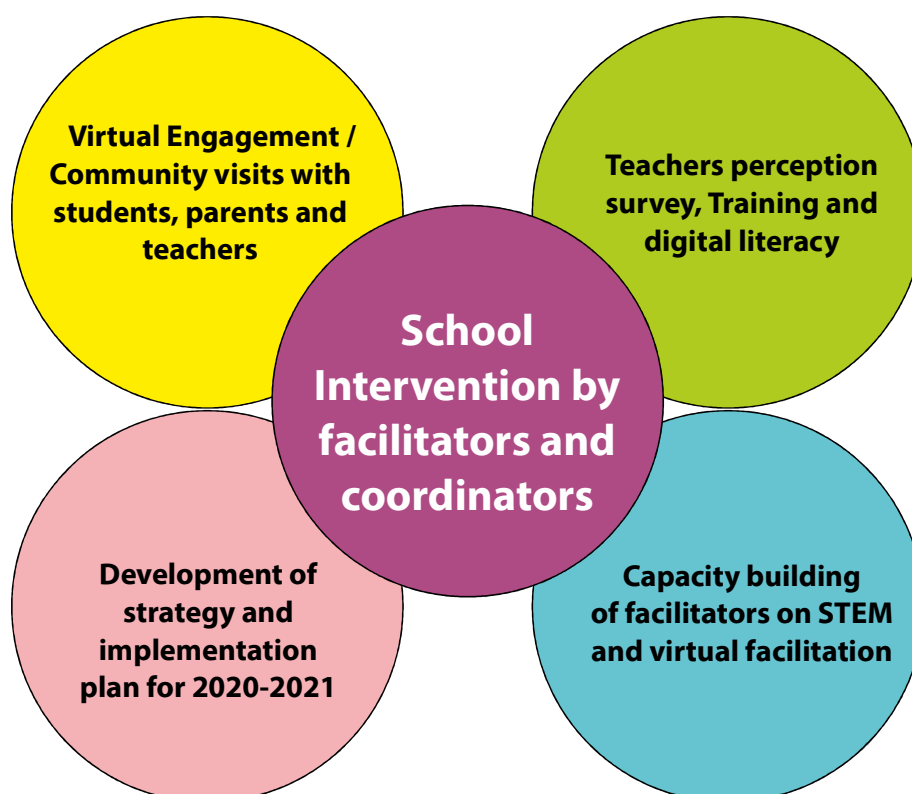 Virtual Engagement /
Community visits with
students, parents and
teachers
Teachers perception
survey, Training and
digital literacy
School
Intervention by
facilitators and
coordinators
Development of
strategy and
implementation
plan for 2020-2021
Capacity building
of facilitators on STEM
and virtual facilitation